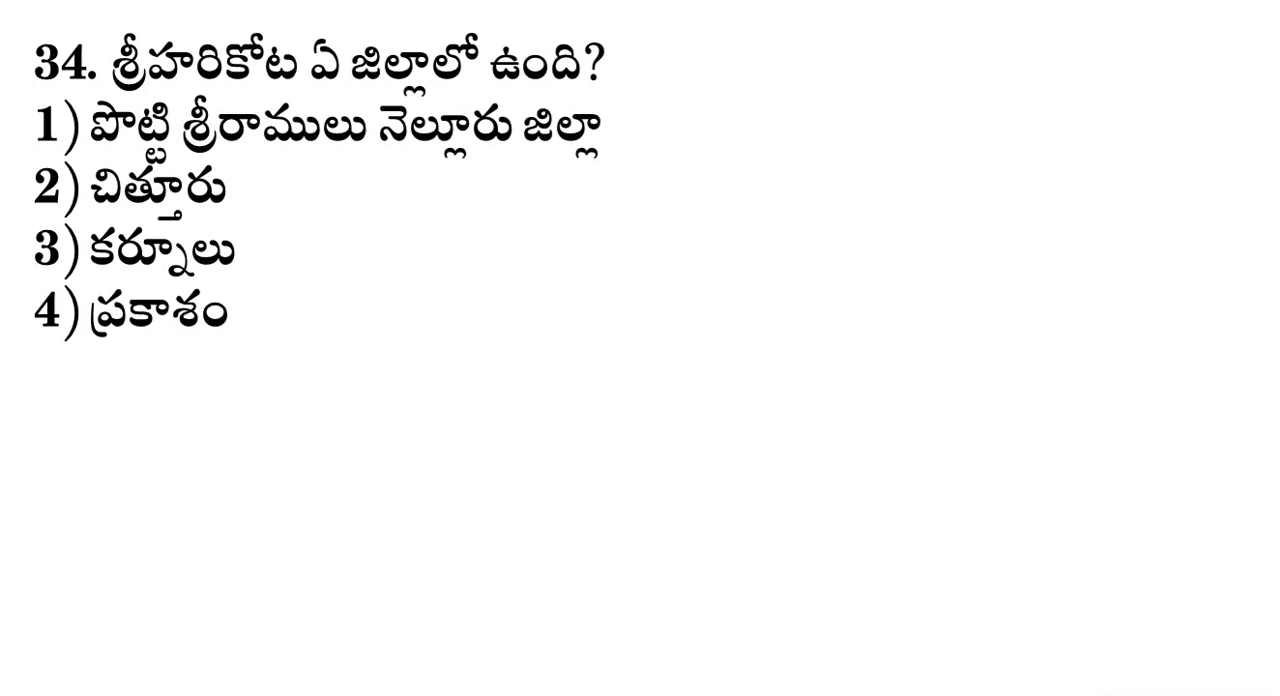 34. శ్రీహరికోట ఏ జిల్లాలో ఉంది?
1) పొట్టి శ్రీరాములు నెల్లూరు జిల్లా
2) చిత్తూరు
3) కర్నూలు
4) ప్రకాశం